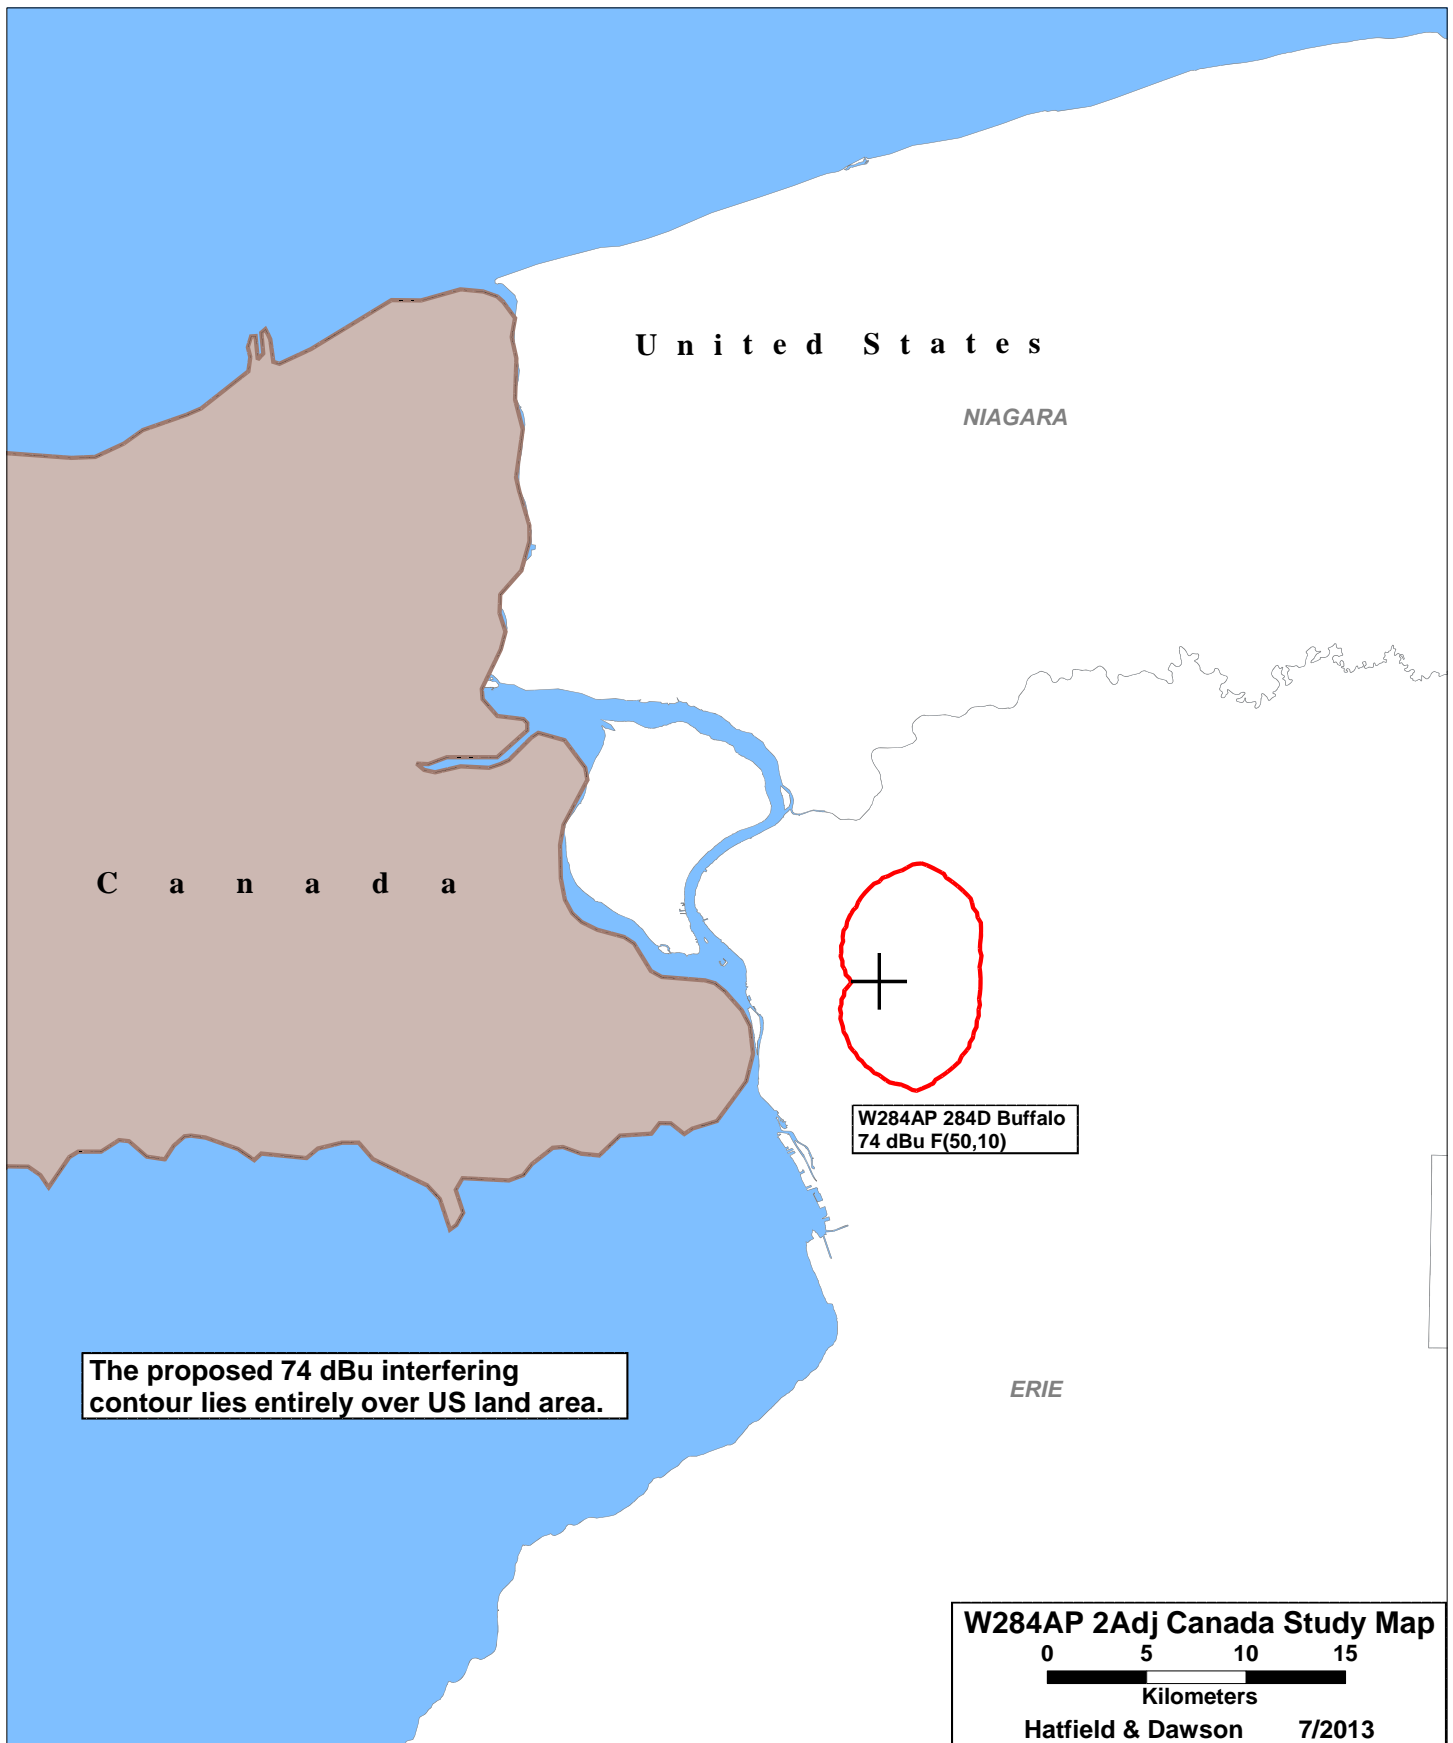 United States
NIAGARA
Canada
W284AP 284D Buffalo
74 dBu F(50,10)
The proposed 74 dBu interfering
contour lies entirely over US land area.
ERIE
W284AP 2Adj Canada Study Map
0 5 10 15
Kilometers
Hatfield & Dawson 7/2013